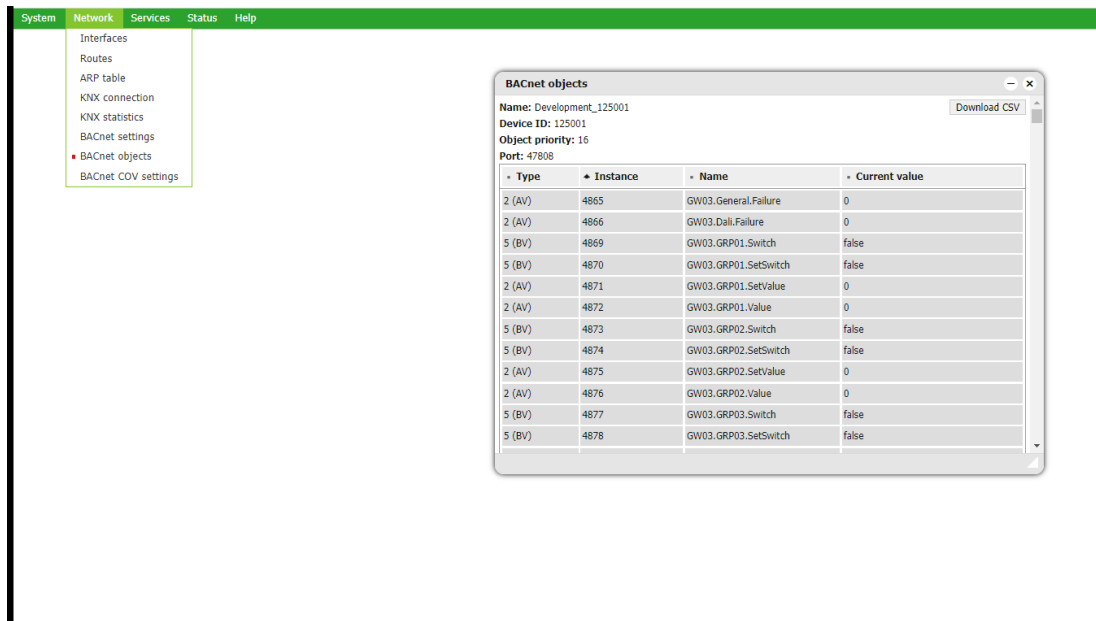 System Network Services Status Help
Interfaces
Routes
ARP table
KNX connection
KNX statistics
BACnet settings
BACnet objects
BACnet COV settings
BACnet objects
Name: Development_125001 Download CSV
Device ID: 125001
Object priority: 16
Port: 47808
Type Instance Name Current value
2 (AV) 4865 GW03.General.Failure 0
2 (AV) 4866 GW03.Dali.Failure 0
5 (BV) 4869 GW03.GRP01.Switch false
5 (BV) 4870 GW03.GRP01.SetSwitch false
2 (AV) 4871 GW03.GRP01.SetValue 0
2 (AV) 4872 GW03.GRP01.Value 0
5 (BV) 4873 GW03.GRP02.Switch false
5 (BV) 4874 GW03.GRP02.SetSwitch false
2 (AV) 4875 GW03.GRP02.SetValue 0
2 (AV) 4876 GW03.GRP02.Value 0
5 (BV) 4877 GW03.GRP03.Switch false
5 (BV) 4878 GW03.GRP03.SetSwitch false